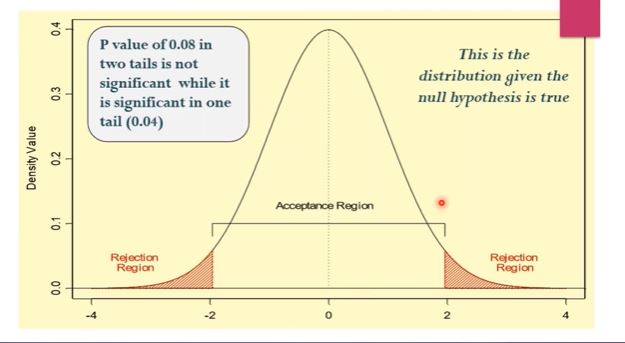 P value of 0.08 in
two tails is not
significant while it
is significant in one
tail (0.04)
This is the
distribution given the
null hypothesis is true
Density Value
0.4
0.3
0.2
0.1
0.0
Acceptance Region
Rejection
Region
Rejection
Region
-4
-2
0
2
4